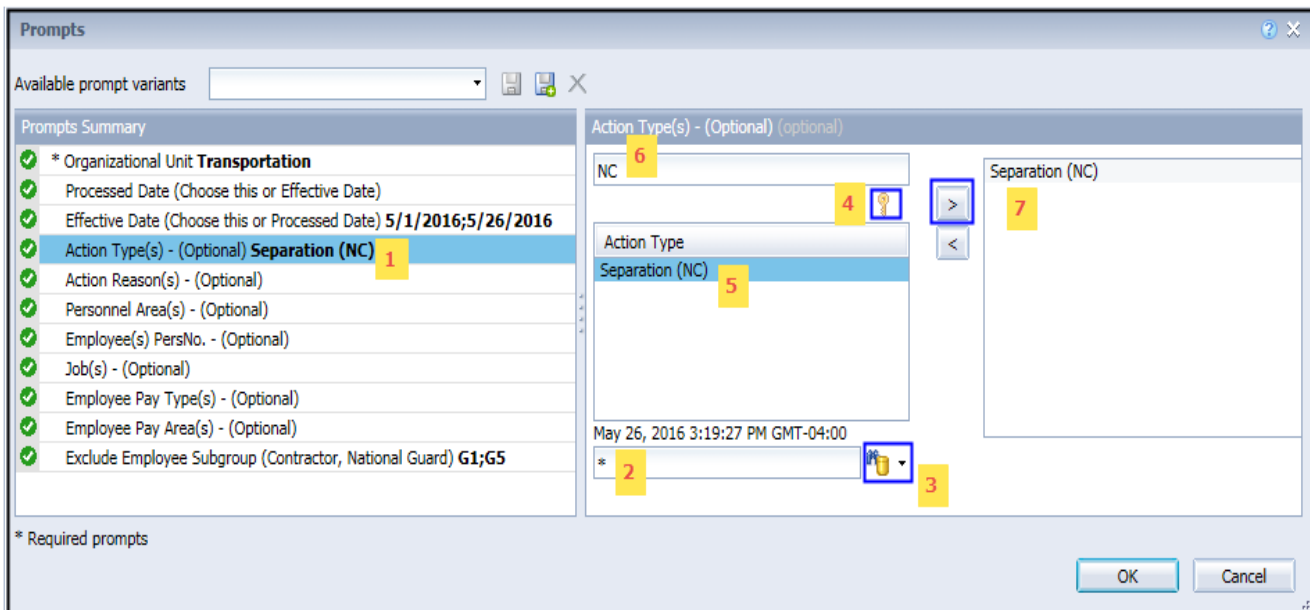 Prompts
Available prompt variants
Prompts Summary
* Organizational Unit Transportation
Processed Date (Choose this or Effective Date)
Effective Date (Choose this or Processed Date) 5/1/2016;5/26/2016
Action Type(s) - (Optional) Separation (NC)
1
Action Reason(s) - (Optional)
Personnel Area(s) - (Optional)
Employee(s) PersNo. - (Optional)
Job(s) - (Optional)
Employee Pay Type(s) - (Optional)
Employee Pay Area(s) - (Optional)
Exclude Employee Subgroup (Contractor, National Guard) G1;G5
Action Type(s) - (Optional) (optional)
NC
6
4
>
<
Action Type
Separation (NC)
5
May 26, 2016 3:19:27 PM GMT-04:00
*
2
3
Separation (NC)
7
* Required prompts
OK
Cancel